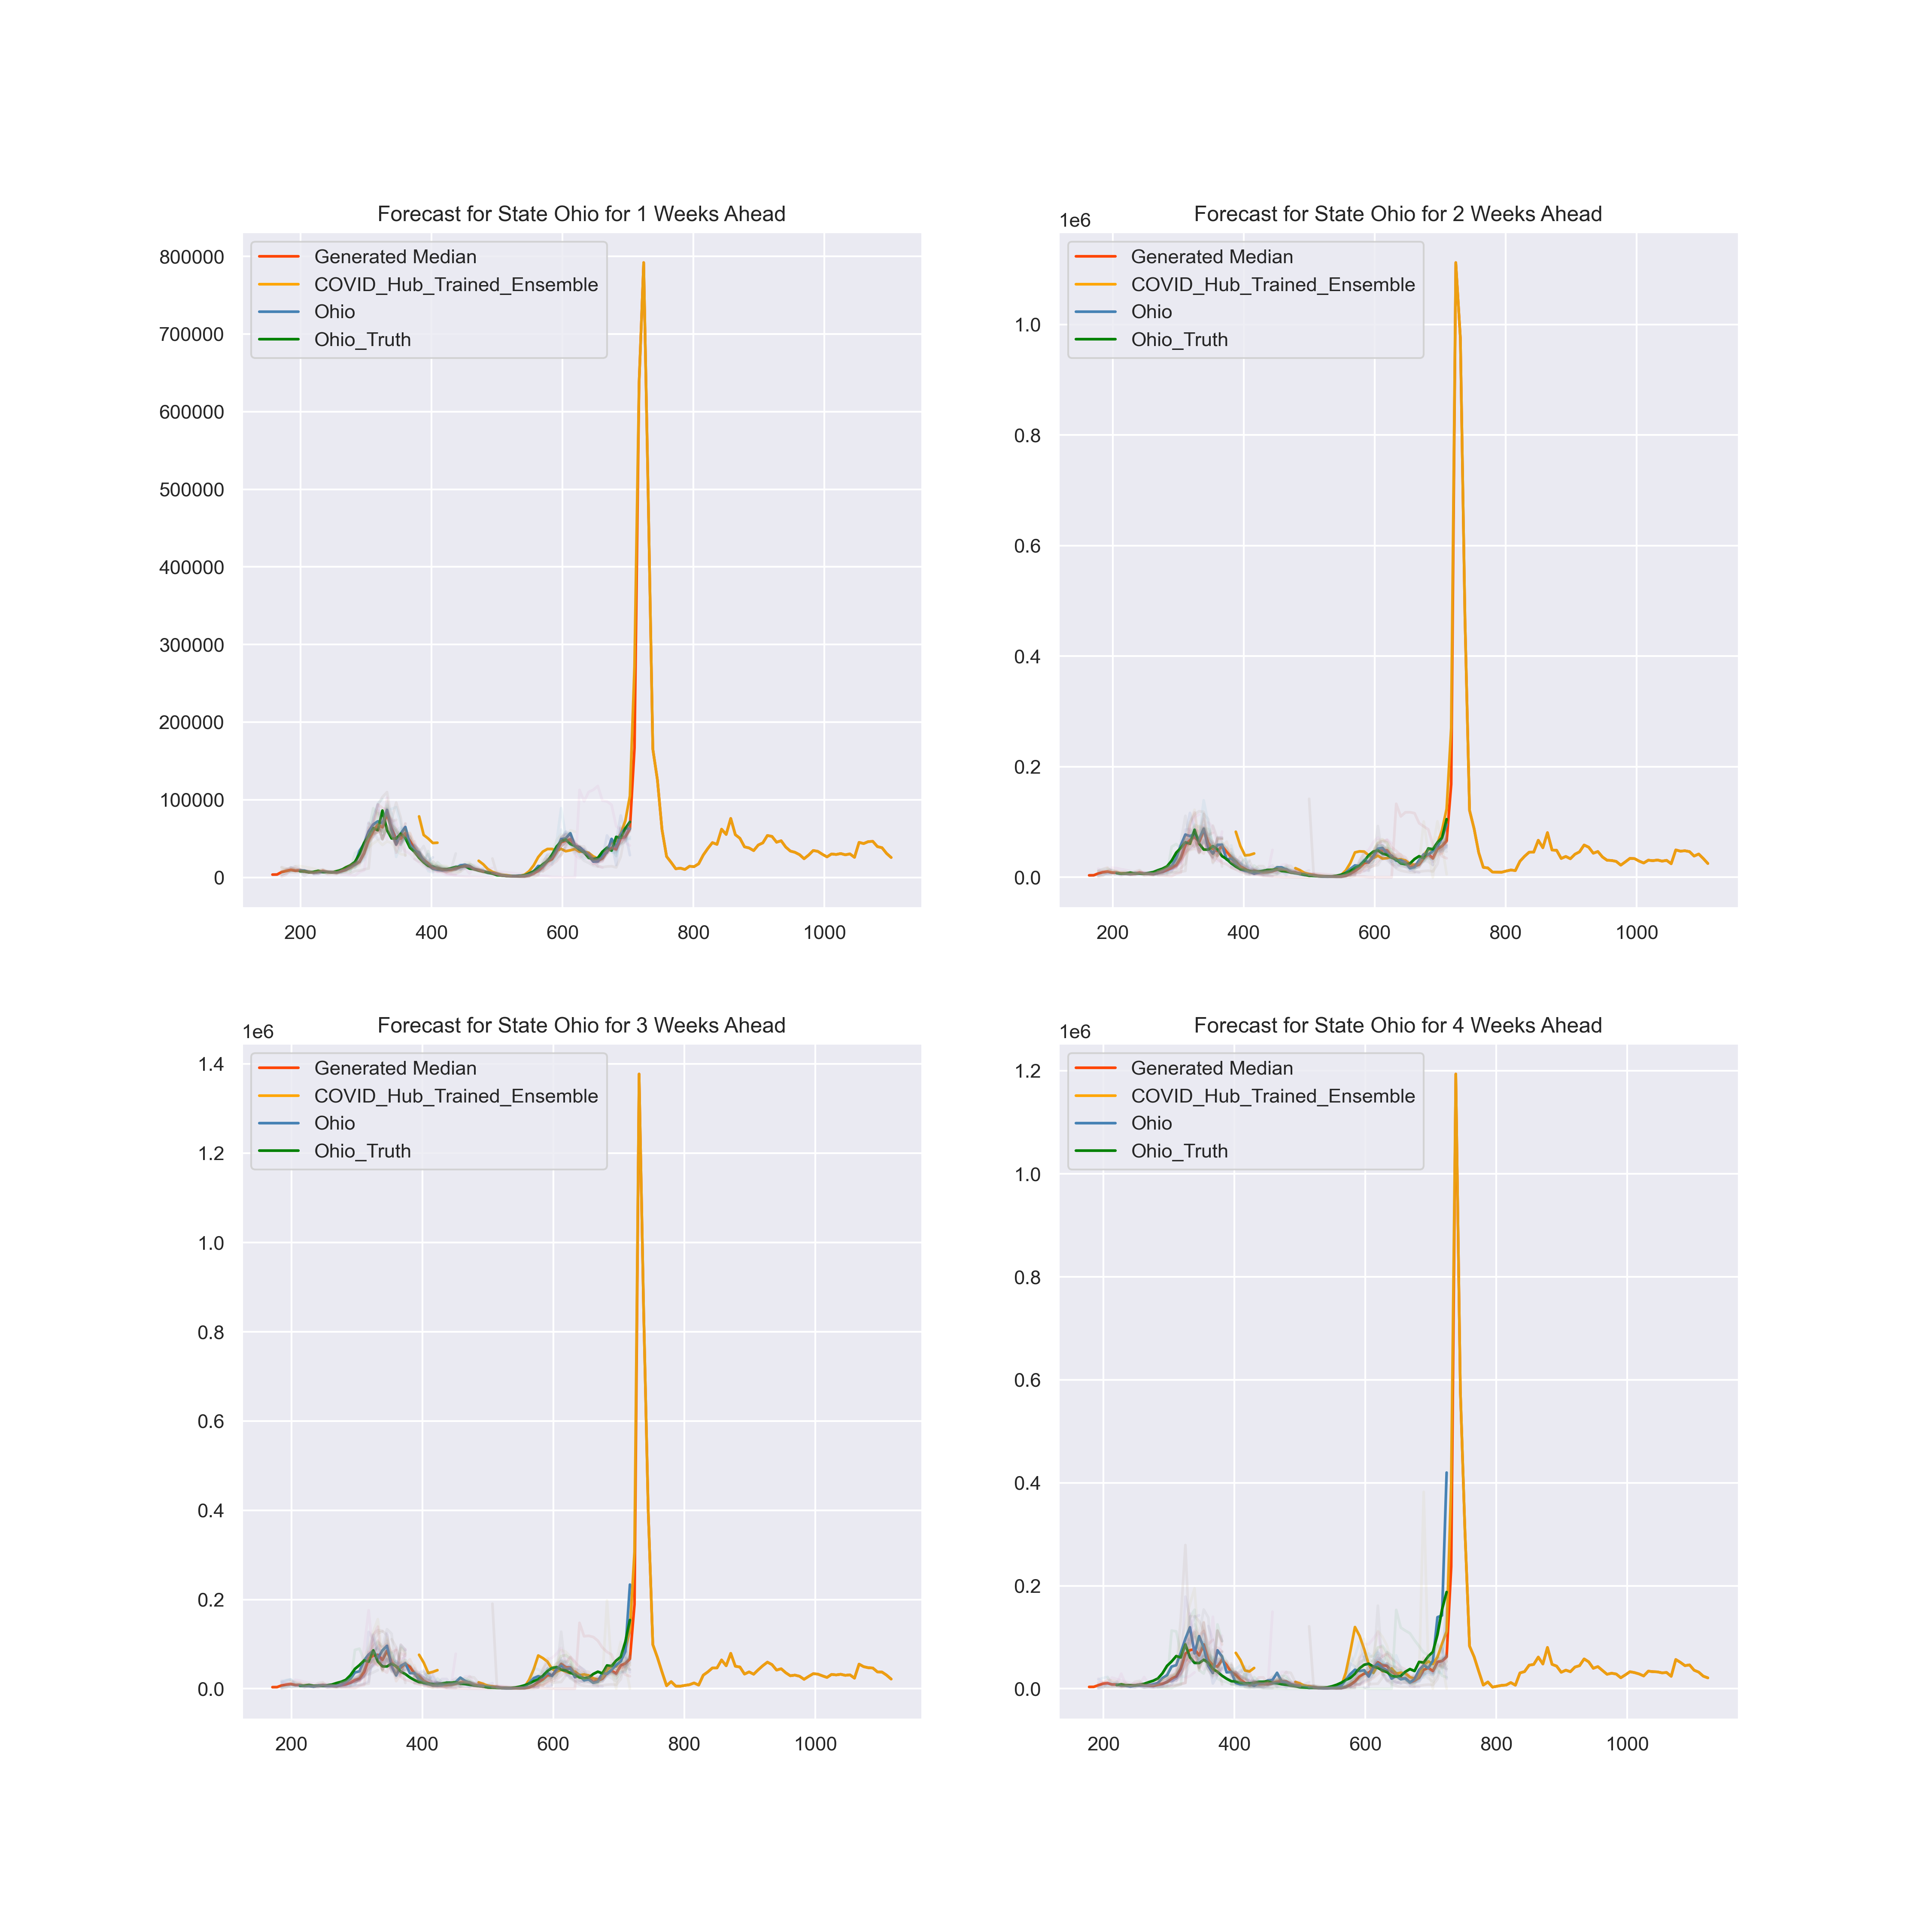 Forecast for State Ohio for 1 Weeks Ahead
800000
700000
600000
500000
400000
300000
200000
100000
0
200 400 600 800 1000
Generated Median
COVID_Hub_Trained_Ensemble
Ohio
Ohio_Truth
Forecast for State Ohio for 2 Weeks Ahead
1e6
1.0
0.8
0.6
0.4
0.2
0.0
200 400 600 800 1000
Generated Median
COVID_Hub_Trained_Ensemble
Ohio
Ohio_Truth
Forecast for State Ohio for 3 Weeks Ahead
1e6
1.4
1.2
1.0
0.8
0.6
0.4
0.2
0.0
200 400 600 800 1000
Generated Median
COVID_Hub_Trained_Ensemble
Ohio
Ohio_Truth
Forecast for State Ohio for 4 Weeks Ahead
1e6
1.2
1.0
0.8
0.6
0.4
0.2
0.0
200 400 600 800 1000
Generated Median
COVID_Hub_Trained_Ensemble
Ohio
Ohio_Truth